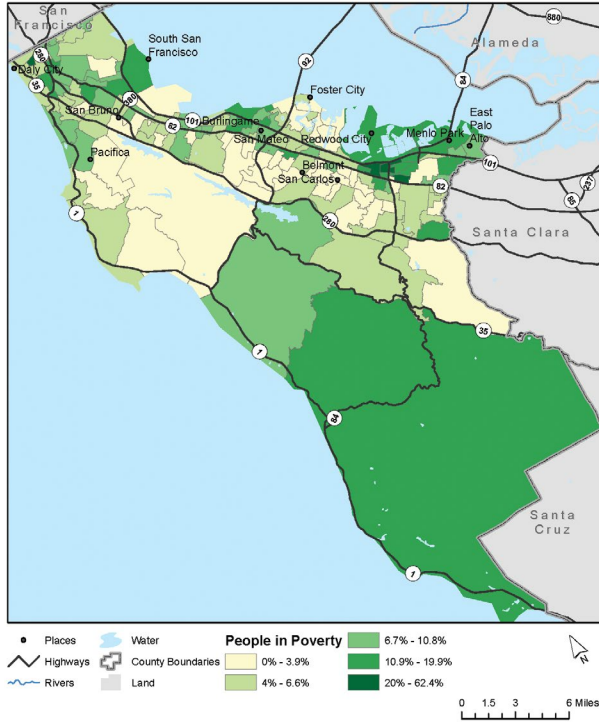 San
Francisco
South San
Francisco
880
Alameda
280
Daly City
92
84
35
Foster City
380
San Bruno
101
Burlingame
82
East
Palo
Alto
San Mateo
Redwood City
Menlo Park
Pacifica
Belmont
San Carlos
101
82
237
85
1
280
Santa Clara
35
1
84
Santa
Cruz
1
Places
Water
People in Poverty
6.7% - 10.8%
Highways
County Boundaries
0% - 3.9%
10.9% - 19.9%
Rivers
Land
4% - 6.6%
20% - 62.4%
N
0 1.5 3 6 Miles